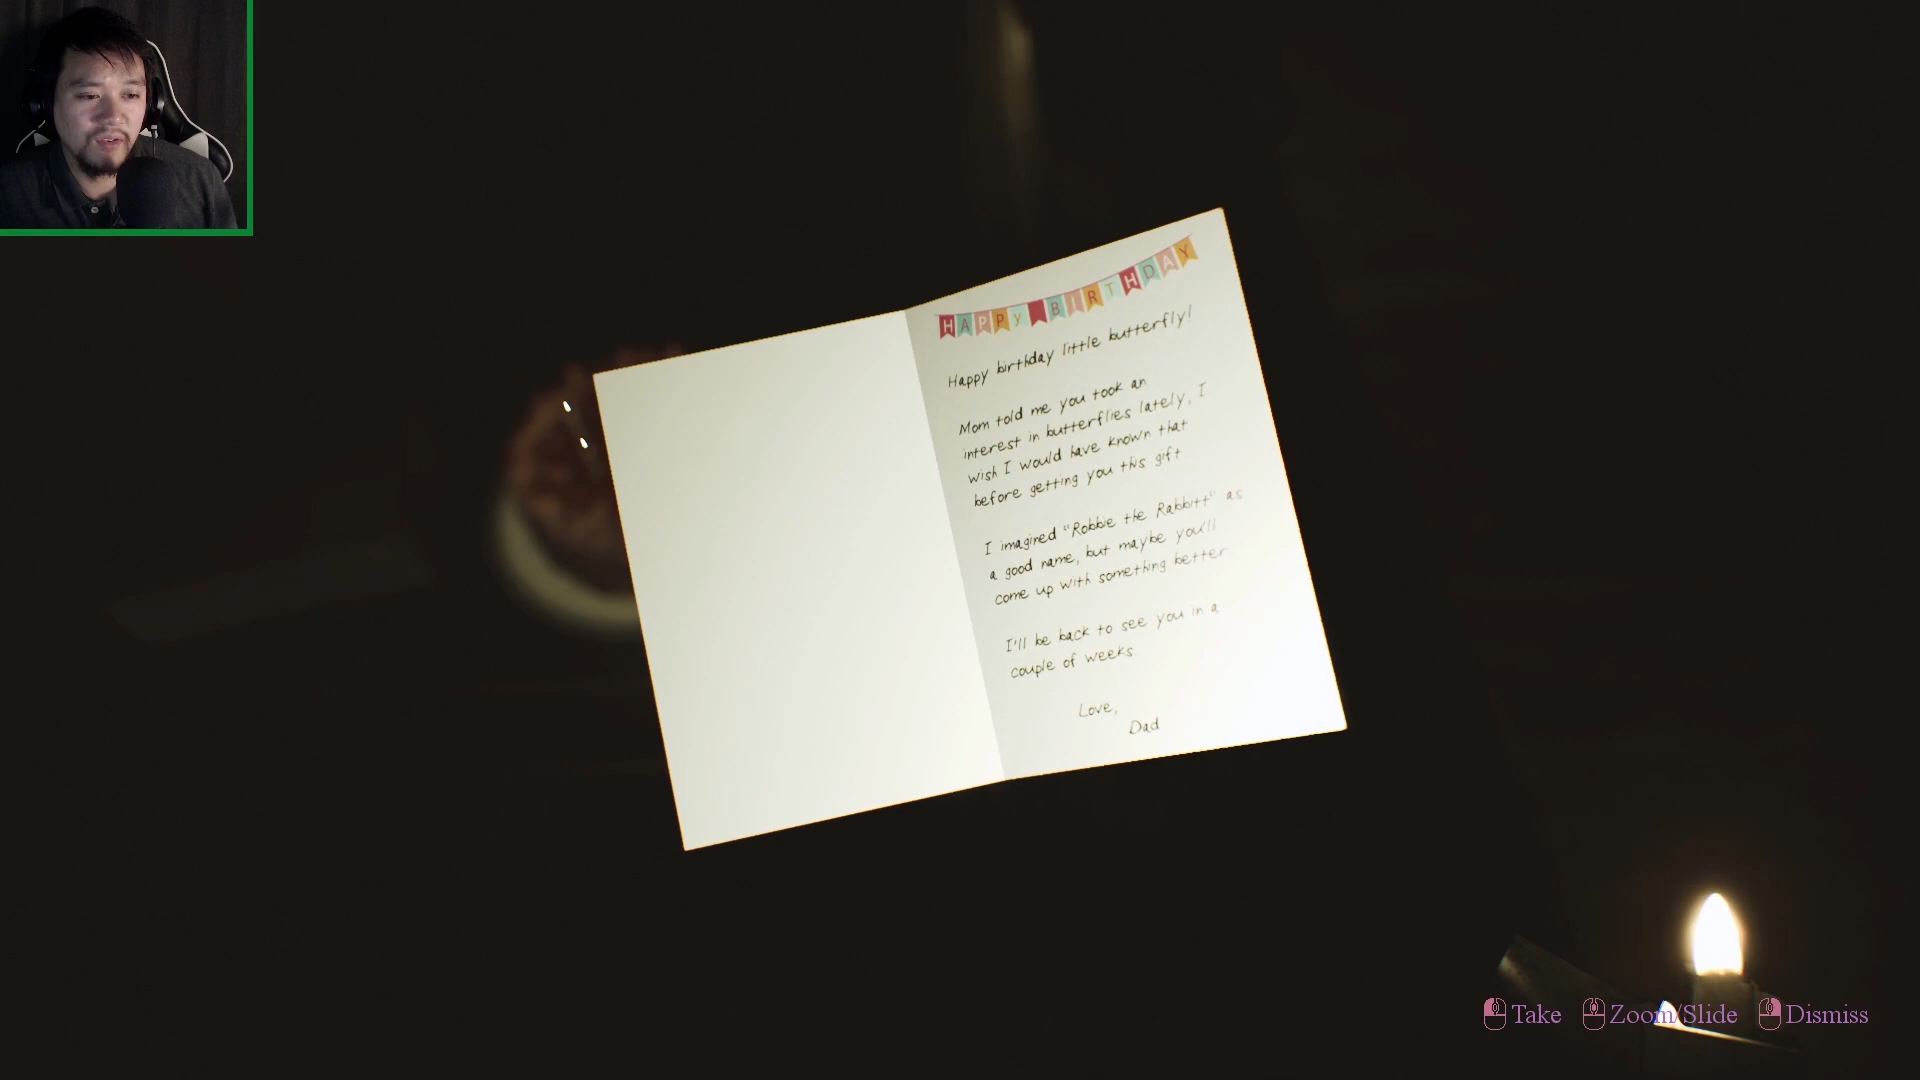 HAPPY BIRTHDAY
Happy birthday little butterfly!
Mom told me you took an
interest in butterflies lately, I
wish I would have known that
before getting you this gift
I imagined "Robbie the Rabbitt" as
a good name, but maybe you'll
come up with something better
I'll be back to see you in a
couple of weeks
Love,
Dad
Take Zoom/Slide Dismiss